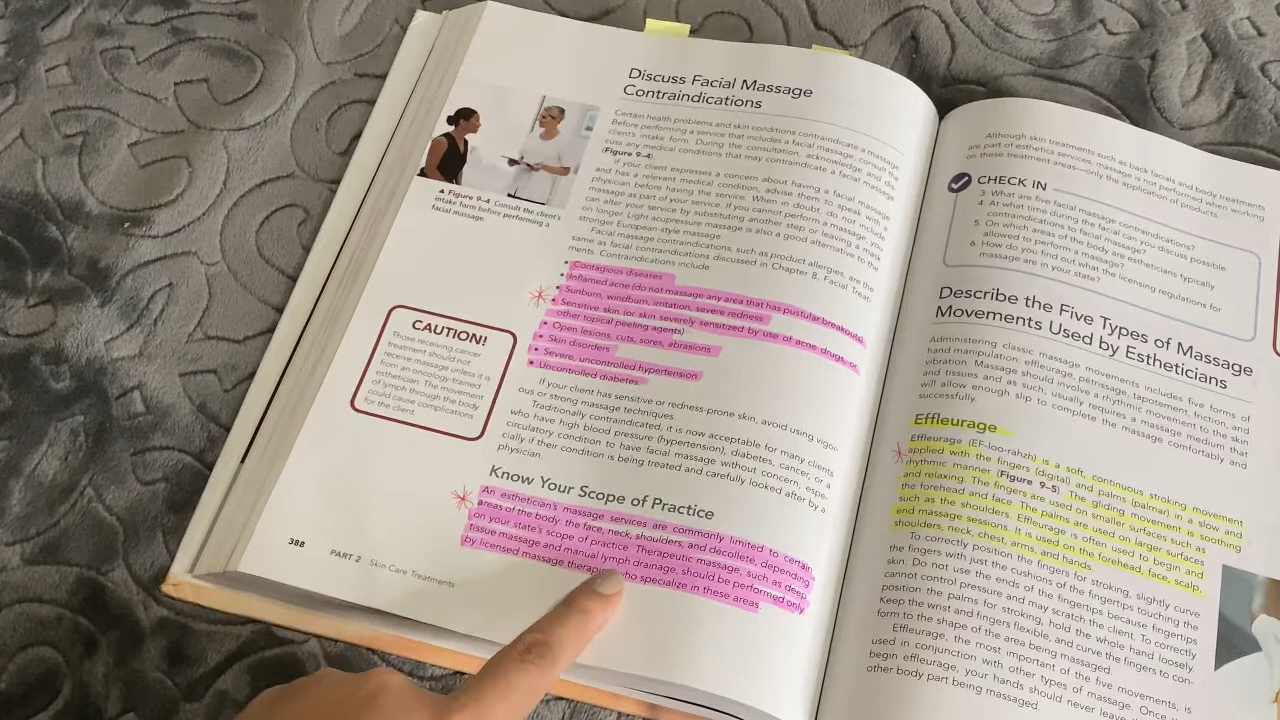 Discuss Facial Massage
Contraindications
Certain health problems and skin conditions contraindicate a massage.
Before performing a service that includes a facial massage, consult the
client's intake form. During the consultation, acknowledge and dis-
cuss any medical conditions that may contraindicate a facial massage
(Figure 9–4).
If your client expresses a concern about having a facial massage
and has a relevant medical condition, advise them to speak with a
physician before having the service. When in doubt, do not include
massage as part of your service. If you cannot perform a massage, you
can alter your service by substituting another step or leaving a mask
on longer. Light acupressure massage is also a good alternative to the
stronger European-style massage.
Facial massage contraindications, such as product allergies, are the
same as facial contraindications discussed in Chapter 8, Facial Treat-
ments. Contraindications include
• Contagious diseases
• Inflamed acne (do not massage any area that has pustular breakouts)
• Sunburn, windburn, irritation, severe redness
• Sensitive skin (or skin severely sensitized by use of acne drugs, or
other topical peeling agents)
• Open lesions, cuts, sores, abrasions
• Skin disorders
• Severe, uncontrolled hypertension
• Uncontrolled diabetes
If your client has sensitive or redness-prone skin, avoid using vigor-
ous or strong massage techniques.
Traditionally contraindicated, it is now acceptable for many clients
who have high blood pressure (hypertension), diabetes, cancer, or a
circulatory condition to have facial massage without concern, espe-
cially if their condition is being treated and carefully looked after by a
physician.
▲ Figure 9–4 Consult the client's
intake form before performing a
facial massage.
CAUTION!
Those receiving cancer
treatment should not
receive massage unless it is
from an oncology-trained
esthetician. The movement
of lymph through the body
could cause complications
for the client.
Know Your Scope of Practice
An esthetician's massage services are commonly limited to certain
areas of the body: the face, neck, shoulders, and décolleté, depending
on your state's scope of practice. Therapeutic massage, such as deep
tissue massage and manual lymph drainage, should be performed only
by licensed massage who specialize in these areas.
388
PART 2 Skin Care Treatments
Although skin treatments such as back facials and body treatments
are part of esthetics services, massage is not performed when working
on these treatment areas—only the application of products.
CHECK IN
3. What are five facial massage contraindications?
4. At what time during the facial can you discuss possible
contraindications to facial massage?
5. On which areas of the body are estheticians typically
allowed to perform a massage?
6. How do you find out what the licensing regulations for
massage are in your state?
Describe the Five Types of Massage
Movements Used by Estheticians
Administering classic massage movements includes five forms of
hand manipulation: effleurage, pétrissage, tapotement, friction, and
vibration. Massage should involve a rhythmic movement to the skin
and tissues and as such, usually requires a massage medium that
will allow enough slip to complete the massage comfortably and
successfully.
Effleurage
Effleurage (EF-loo-rahzh) is a soft, continuous stroking movement
applied with the fingers (digital) and palms (palmar) in a slow and
rhythmic manner (Figure 9–5). The gliding movement is soothing
and relaxing. The fingers are used on smaller surfaces such as
the forehead and face. The palms are used on larger surfaces
such as the shoulders. Effleurage is often used to begin and
end massage sessions. It is used on the forehead, face, scalp,
shoulders, neck, chest, arms, and hands.
To correctly position the fingers for stroking, slightly curve
the fingers with just the cushions of the fingertips touching the
skin. Do not use the ends of the fingertips because fingertips
cannot control pressure and may scratch the client. To correctly
position the palms for stroking, hold the whole hand loosely.
Keep the wrist and fingers flexible, and curve the fingers to con-
form to the shape of the area being massaged.
Effleurage, the most important of the five movements, is
used in conjunction with other types of massage. Once you
begin effleurage, your hands should never leave the
other body part being massaged.